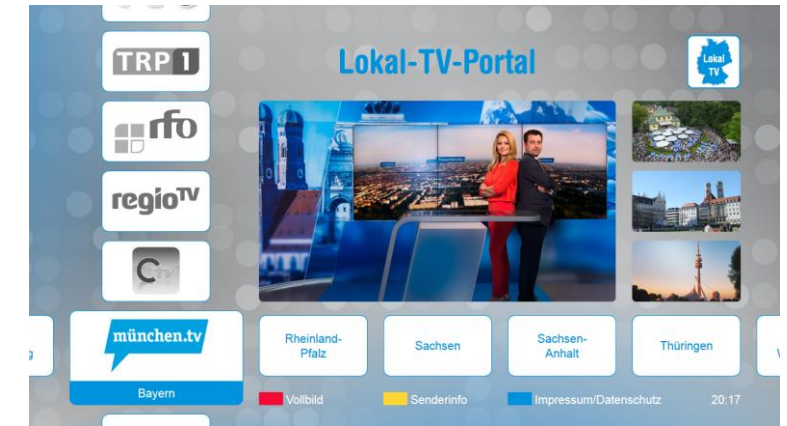 TRP1
Lokal-TV-Portal
Lokal
TV
rfo
regioTV
münchen.tv
Bayern
Rheinland-
Pfalz
Sachsen
Sachsen-
Anhalt
Thüringen
Vollbild
Senderinfo
Impressum/Datenschutz
20:17